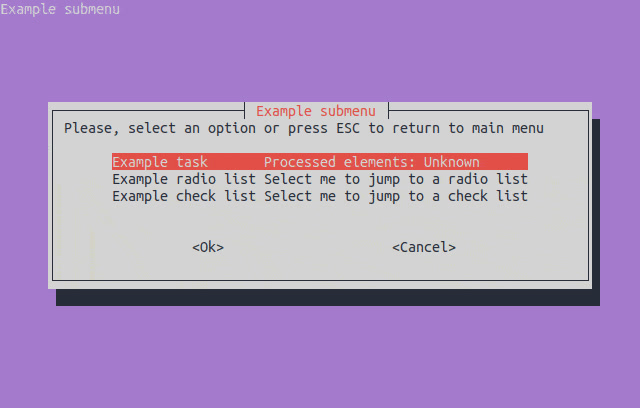 Example submenu
Example submenu
Please, select an option or press ESC to return to main menu
Example task Processed elements: Unknown
Example radio list Select me to jump to a radio list
Example check list Select me to jump to a check list
<Ok> <Cancel>